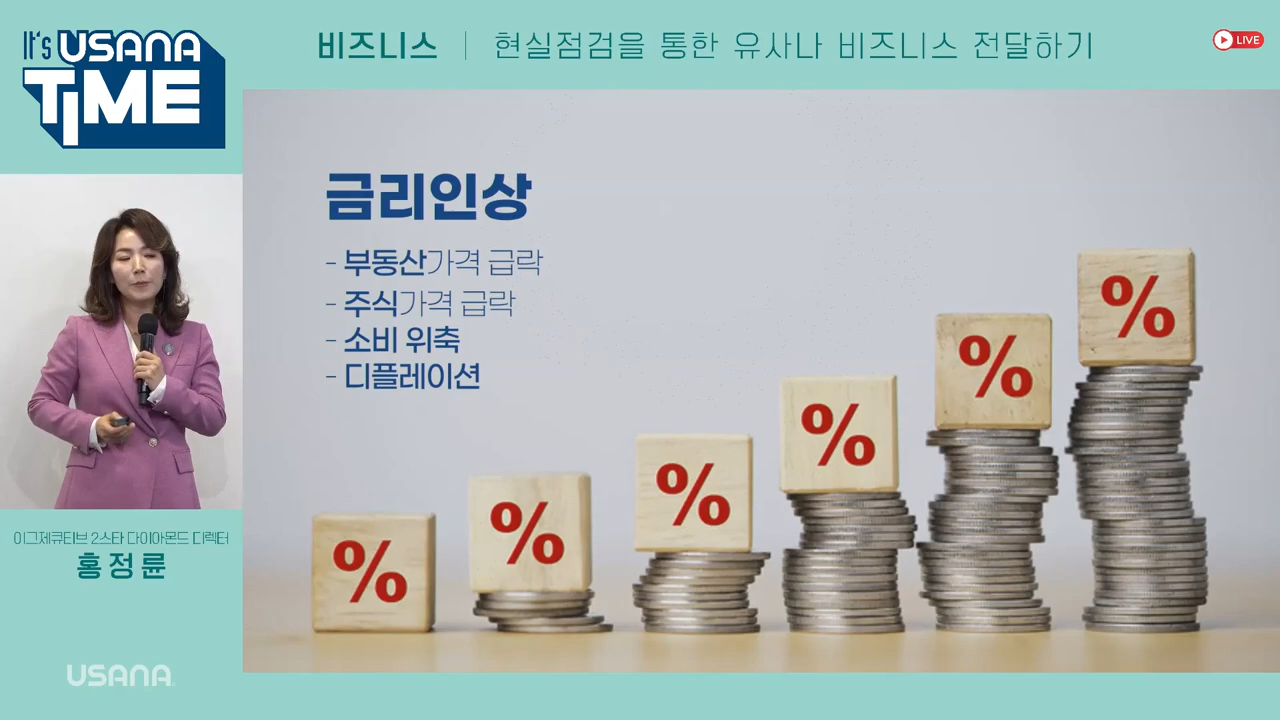 It's USANA
TIME
비즈니스 | 현실점검을 통한 유사나 비즈니스 전달하기
LIVE
금리인상
- 부동산가격 급락
- 주식가격 급락
- 소비 위축
- 디플레이션
%
%
%
%
%
%
이그제큐티브 2스타 다이아몬드 디렉터
홍정륜
USANA